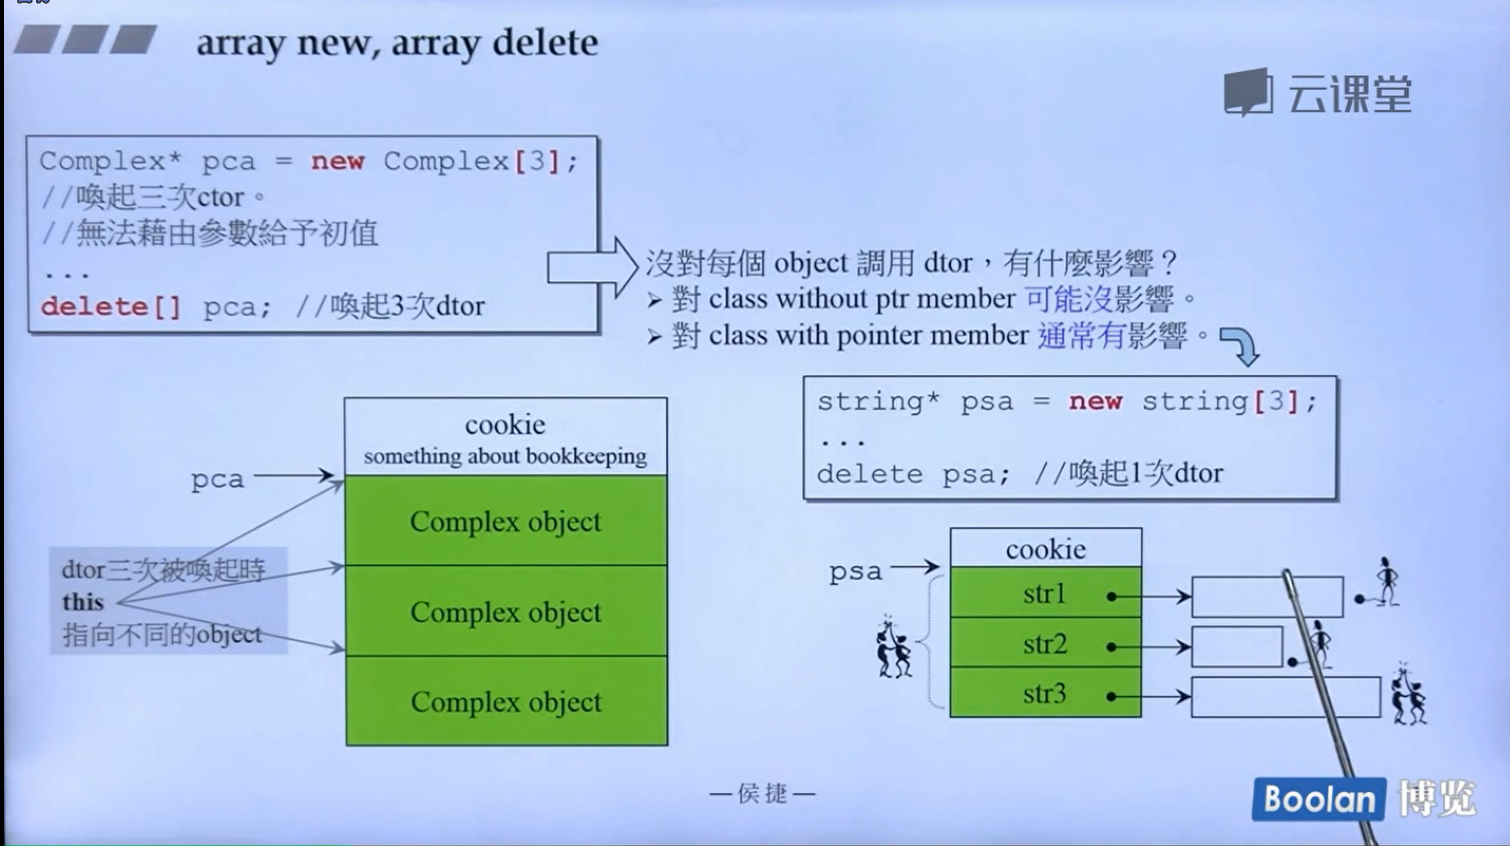 array new, array delete
云课堂
Complex* pca = new Complex[3];
//喚起三次ctor。
//無法藉由參數給予初值
...
delete[] pca; //喚起3次dtor
沒對每個 object 調用 dtor，有什麼影響？
➢ 對 class without ptr member 可能沒影響。
➢ 對 class with pointer member 通常有影響。
string* psa = new string[3];
...
delete psa; //喚起1次dtor
cookie
something about bookkeeping
pca
Complex object
Complex object
Complex object
dtor三次被喚起時
this
指向不同的object
cookie
psa
str1
str2
str3
—侯捷—
Boolan 博览